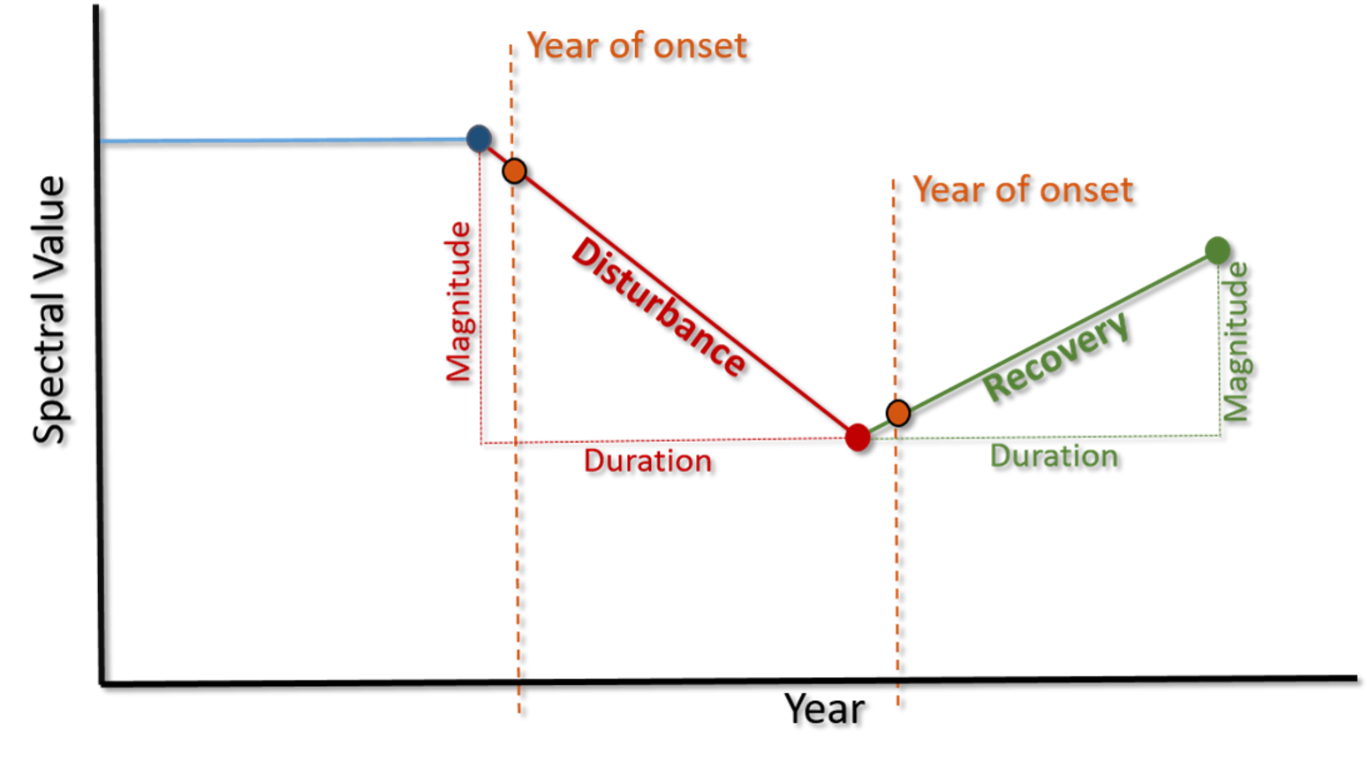 Year of onset
Year of onset
Spectral Value
Magnitude
Disturbance
Duration
Recovery
Magnitude
Duration
Year